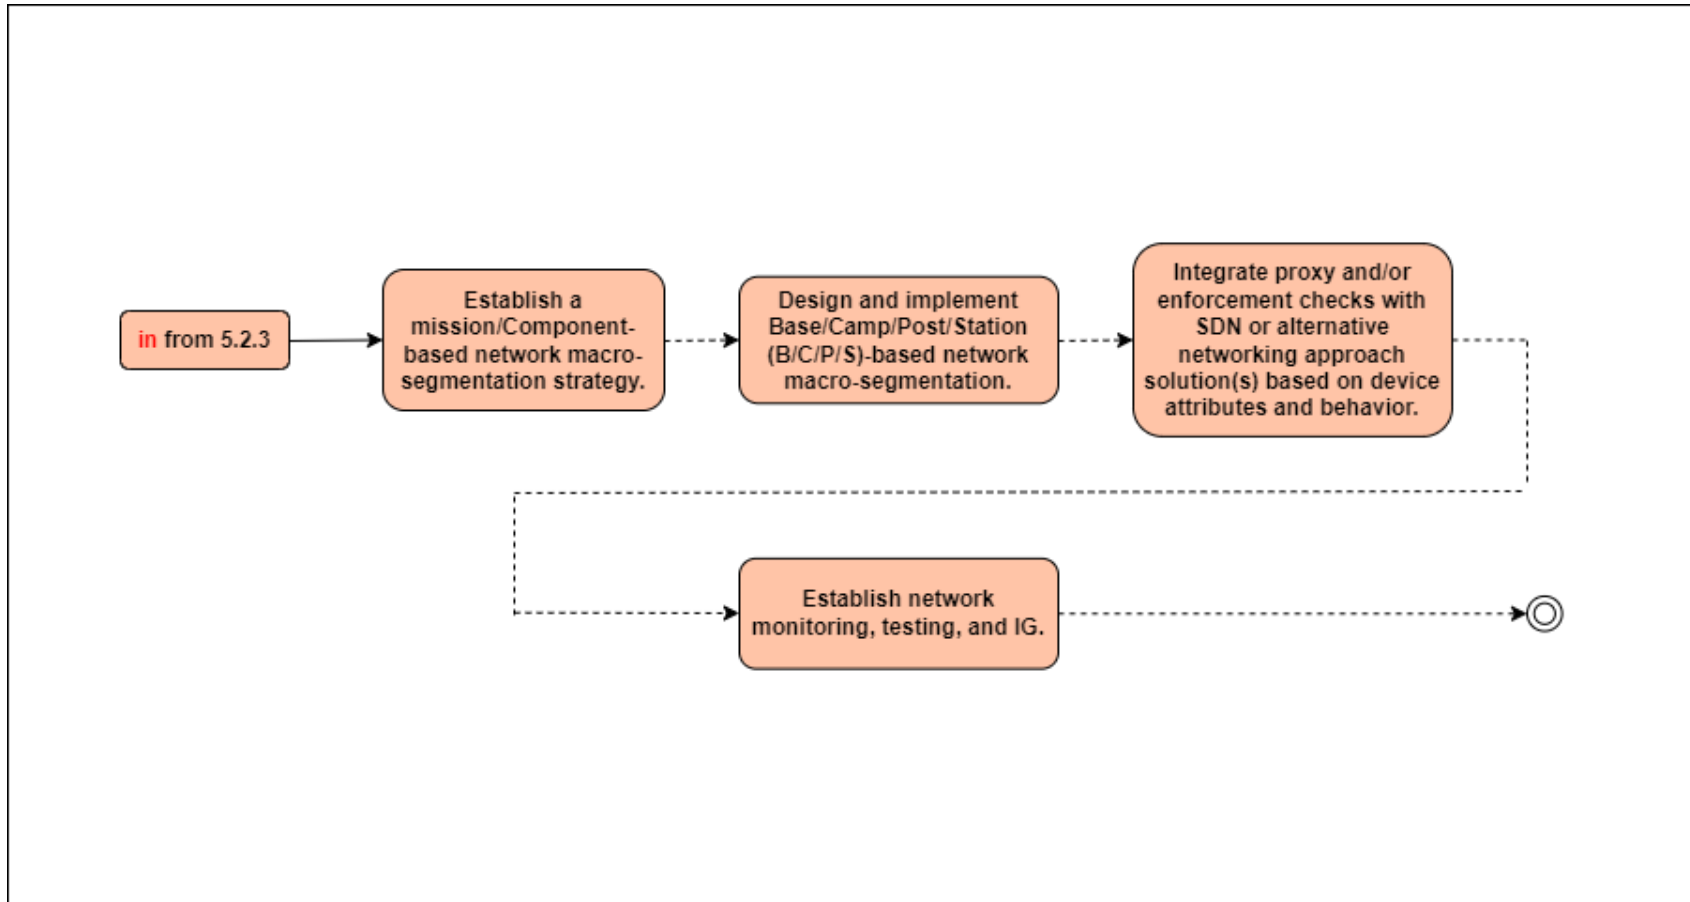 in from 5.2.3
Establish a
mission/Component-
based network macro-
segmentation strategy.
Design and implement
Base/Camp/Post/Station
(B/C/P/S)-based network
macro-segmentation.
Integrate proxy and/or
enforcement checks with
SDN or alternative
networking approach
solution(s) based on device
attributes and behavior.
Establish network
monitoring, testing, and IG.